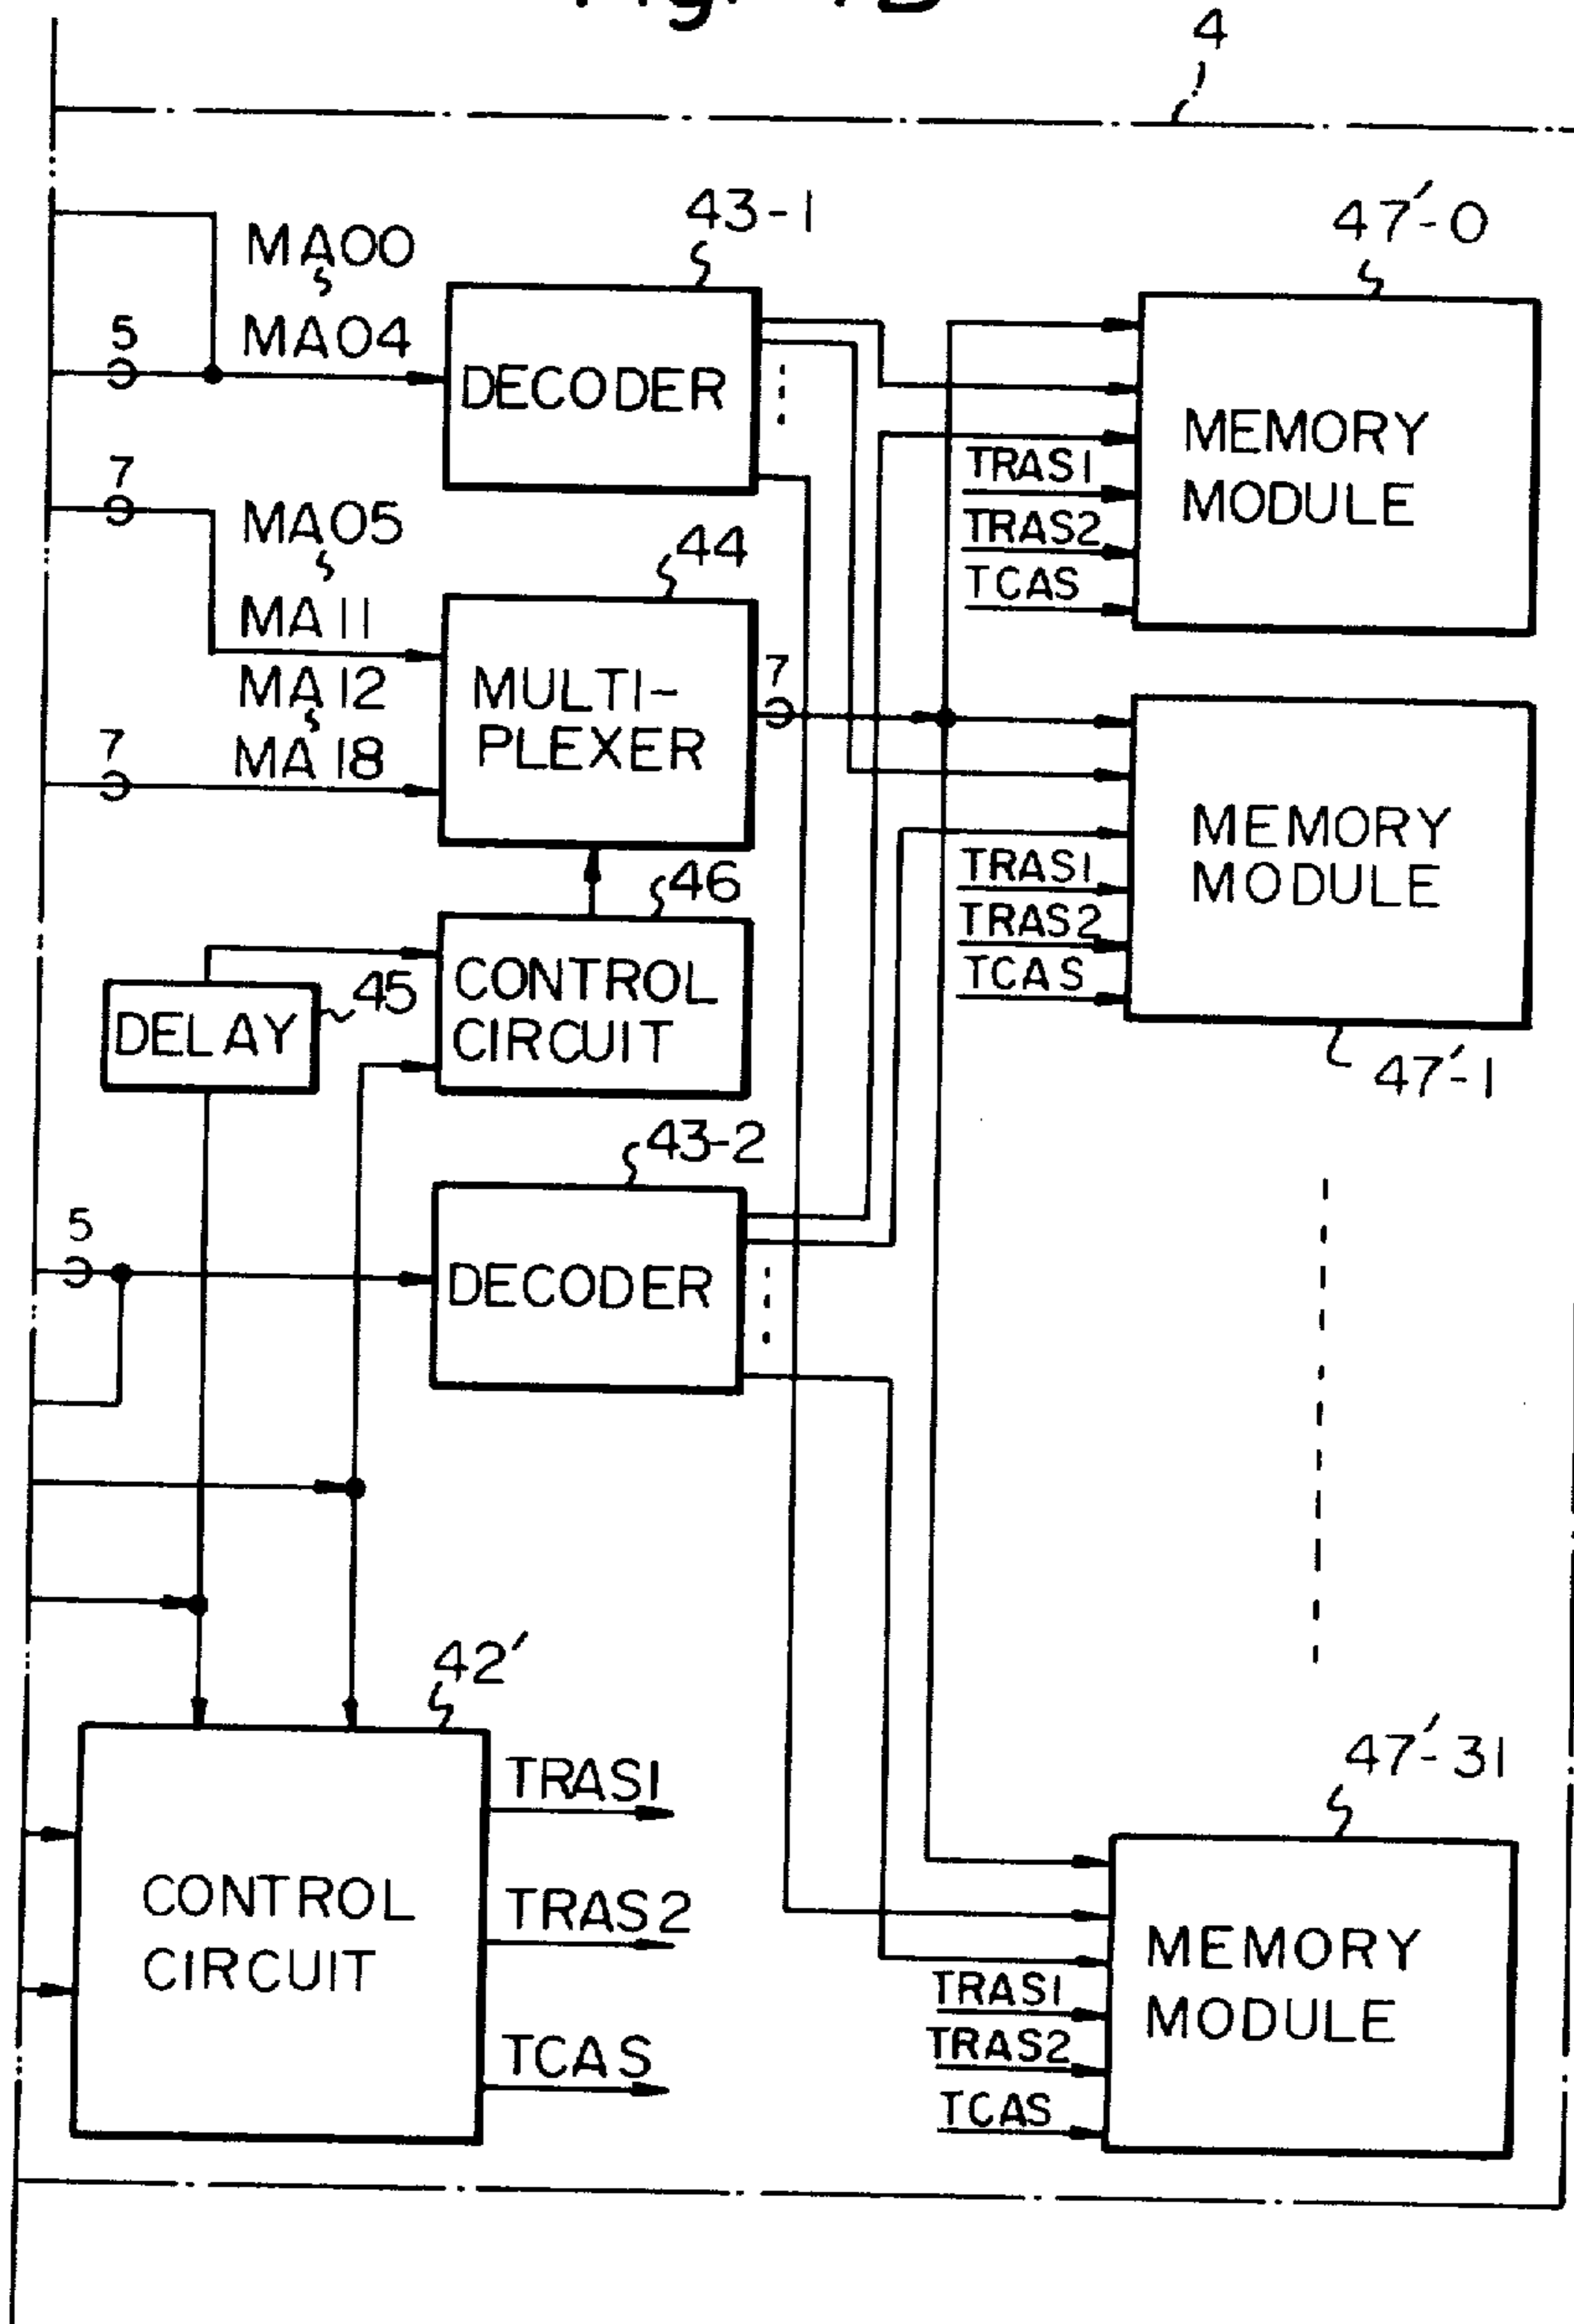 4
43-1
47'-0
MA00
MA04
5
DECODER
MEMORY
MODULE
TRAS1
TRAS2
TCAS
7
MA05
MA11
MA12
MA18
7
44
MULTI-
PLEXER
7
MEMORY
MODULE
TRAS1
TRAS2
TCAS
47'-1
46
CONTROL
CIRCUIT
45
DELAY
43-2
5
DECODER
42'
CONTROL
CIRCUIT
TRAS1
TRAS2
TCAS
47'-31
MEMORY
MODULE
TRAS1
TRAS2
TCAS